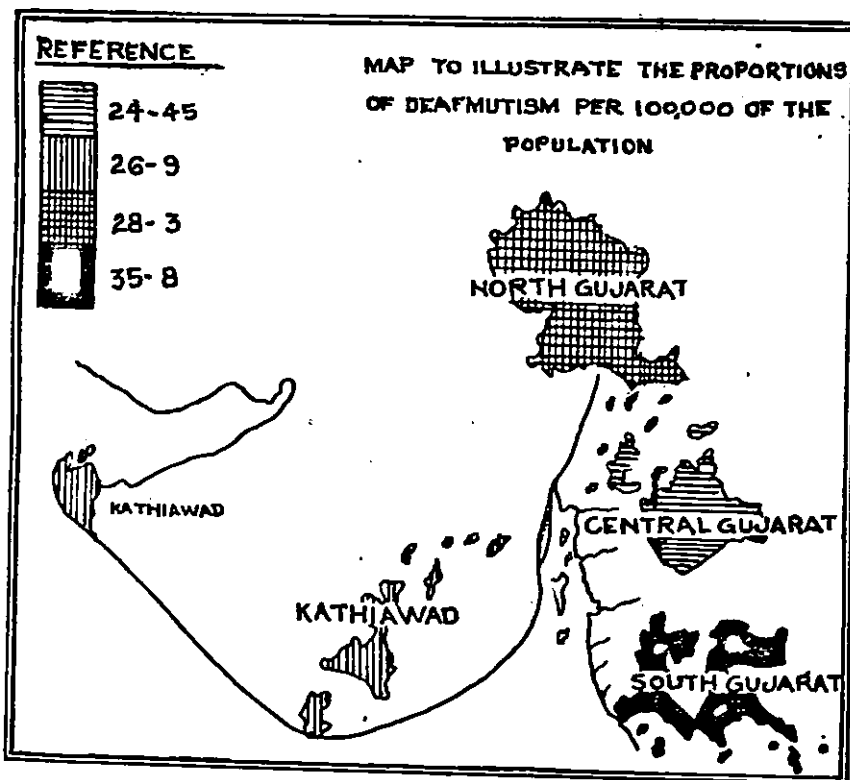 REFERENCE
24-45
26-9
28-3
35-8
MAP TO ILLUSTRATE THE PROPORTIONS
OF DEAFMUTISM PER 100,000 OF THE
POPULATION
NORTH GUJARAT
KATHIAWAD
CENTRAL GUJARAT
KATHIAWAD
SOUTH GUJARAT